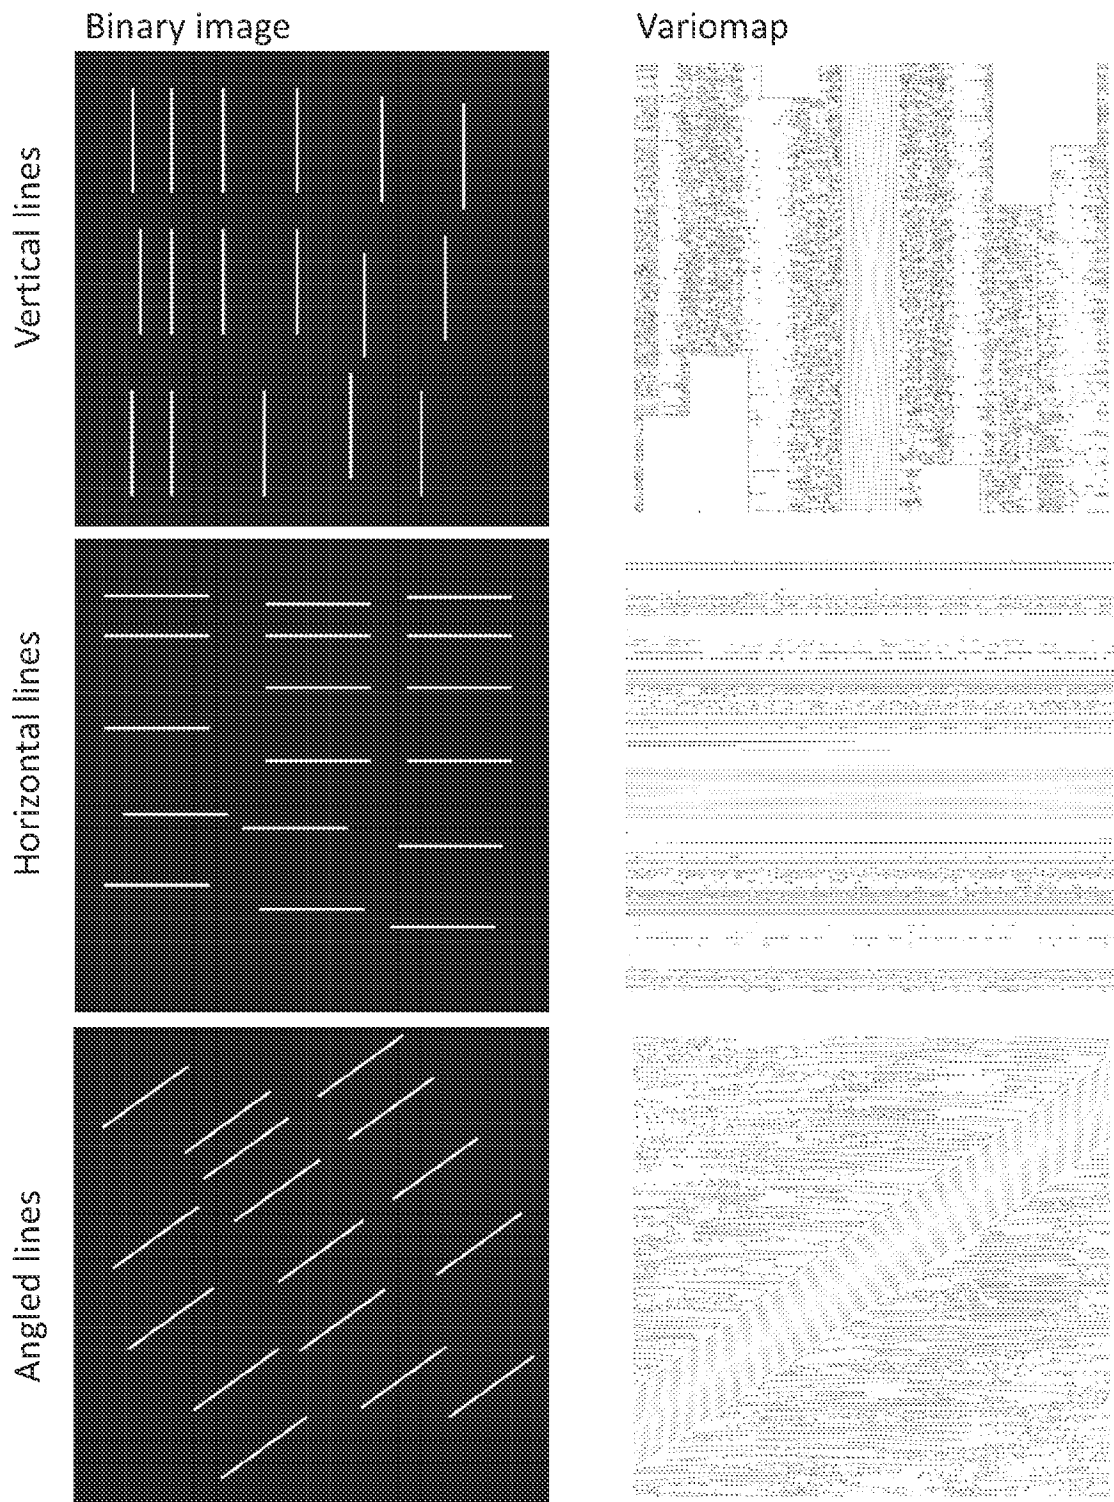 Binary image
Variomap
Vertical lines
Horizontal lines
Angled lines